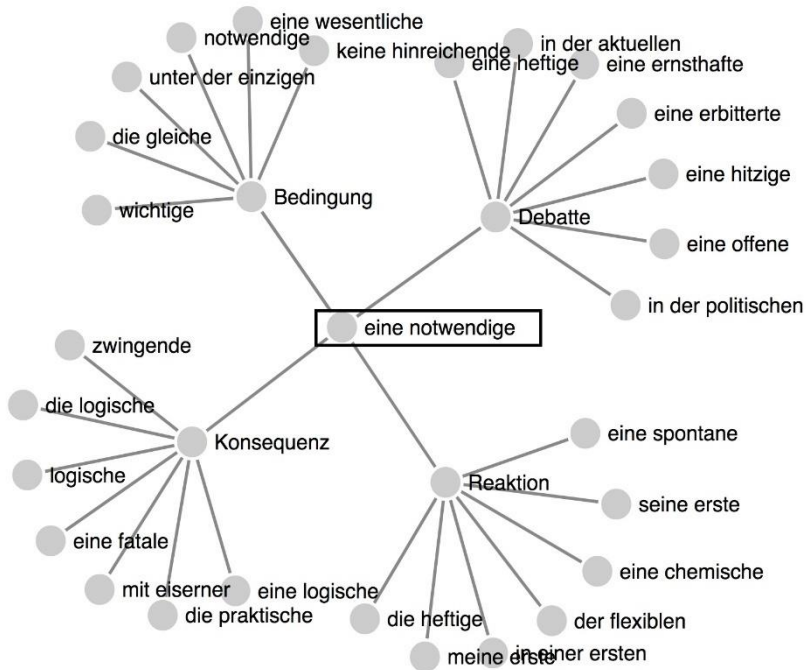 eine wesentliche
notwendige
keine hinreichende
unter der einzigen
die gleiche
wichtige
Bedingung
in der aktuellen
eine heftige
eine ernsthafte
eine erbitterte
eine hitzige
Debatte
eine offene
in der politischen
eine notwendige
zwingende
die logische
Konsequenz
logische
eine fatale
mit eiserner
eine logische
die praktische
eine spontane
Reaktion
seine erste
eine chemische
die heftige
der flexiblen
meine erste
in einer ersten